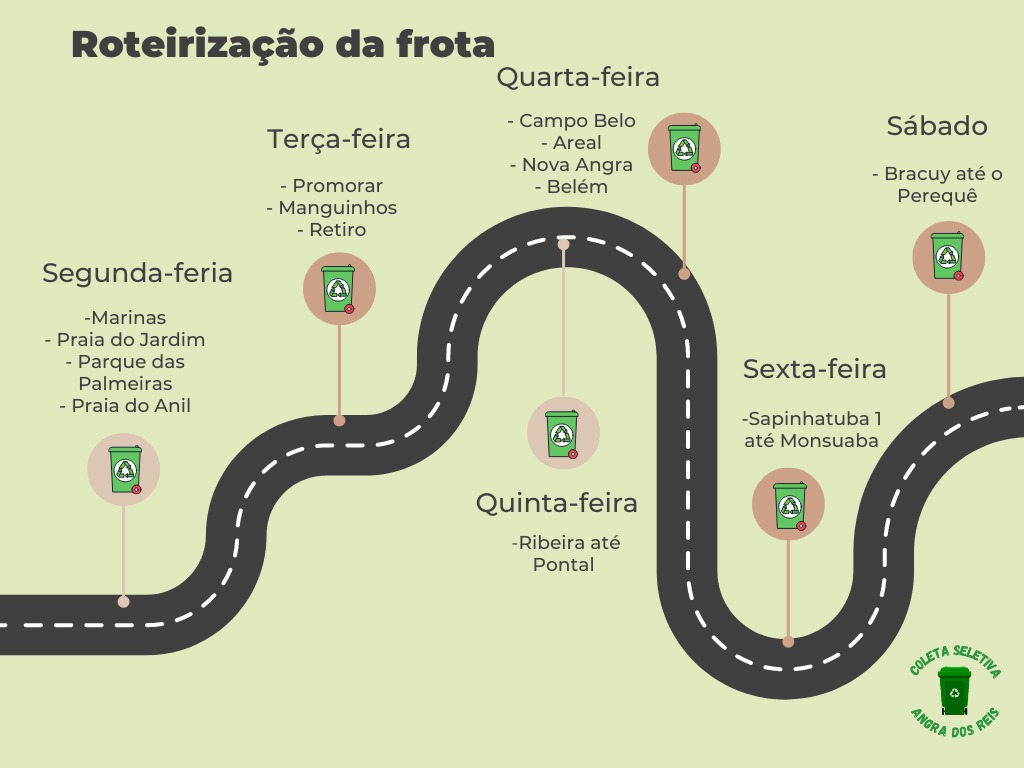 Roteirização da frota
Segunda-feria
-Marinas
- Praia do Jardim
- Parque das
Palmeiras
- Praia do Anil
Terça-feira
- Promorar
- Manguinhos
- Retiro
Quarta-feira
- Campo Belo
- Areal
- Nova Angra
- Belém
Quinta-feira
-Ribeira até
Pontal
Sexta-feira
-Sapinhatuba 1
até Monsuaba
Sábado
- Bracuy até o
Perequê
COLETA SELETIVA
ANGRA DOS REIS